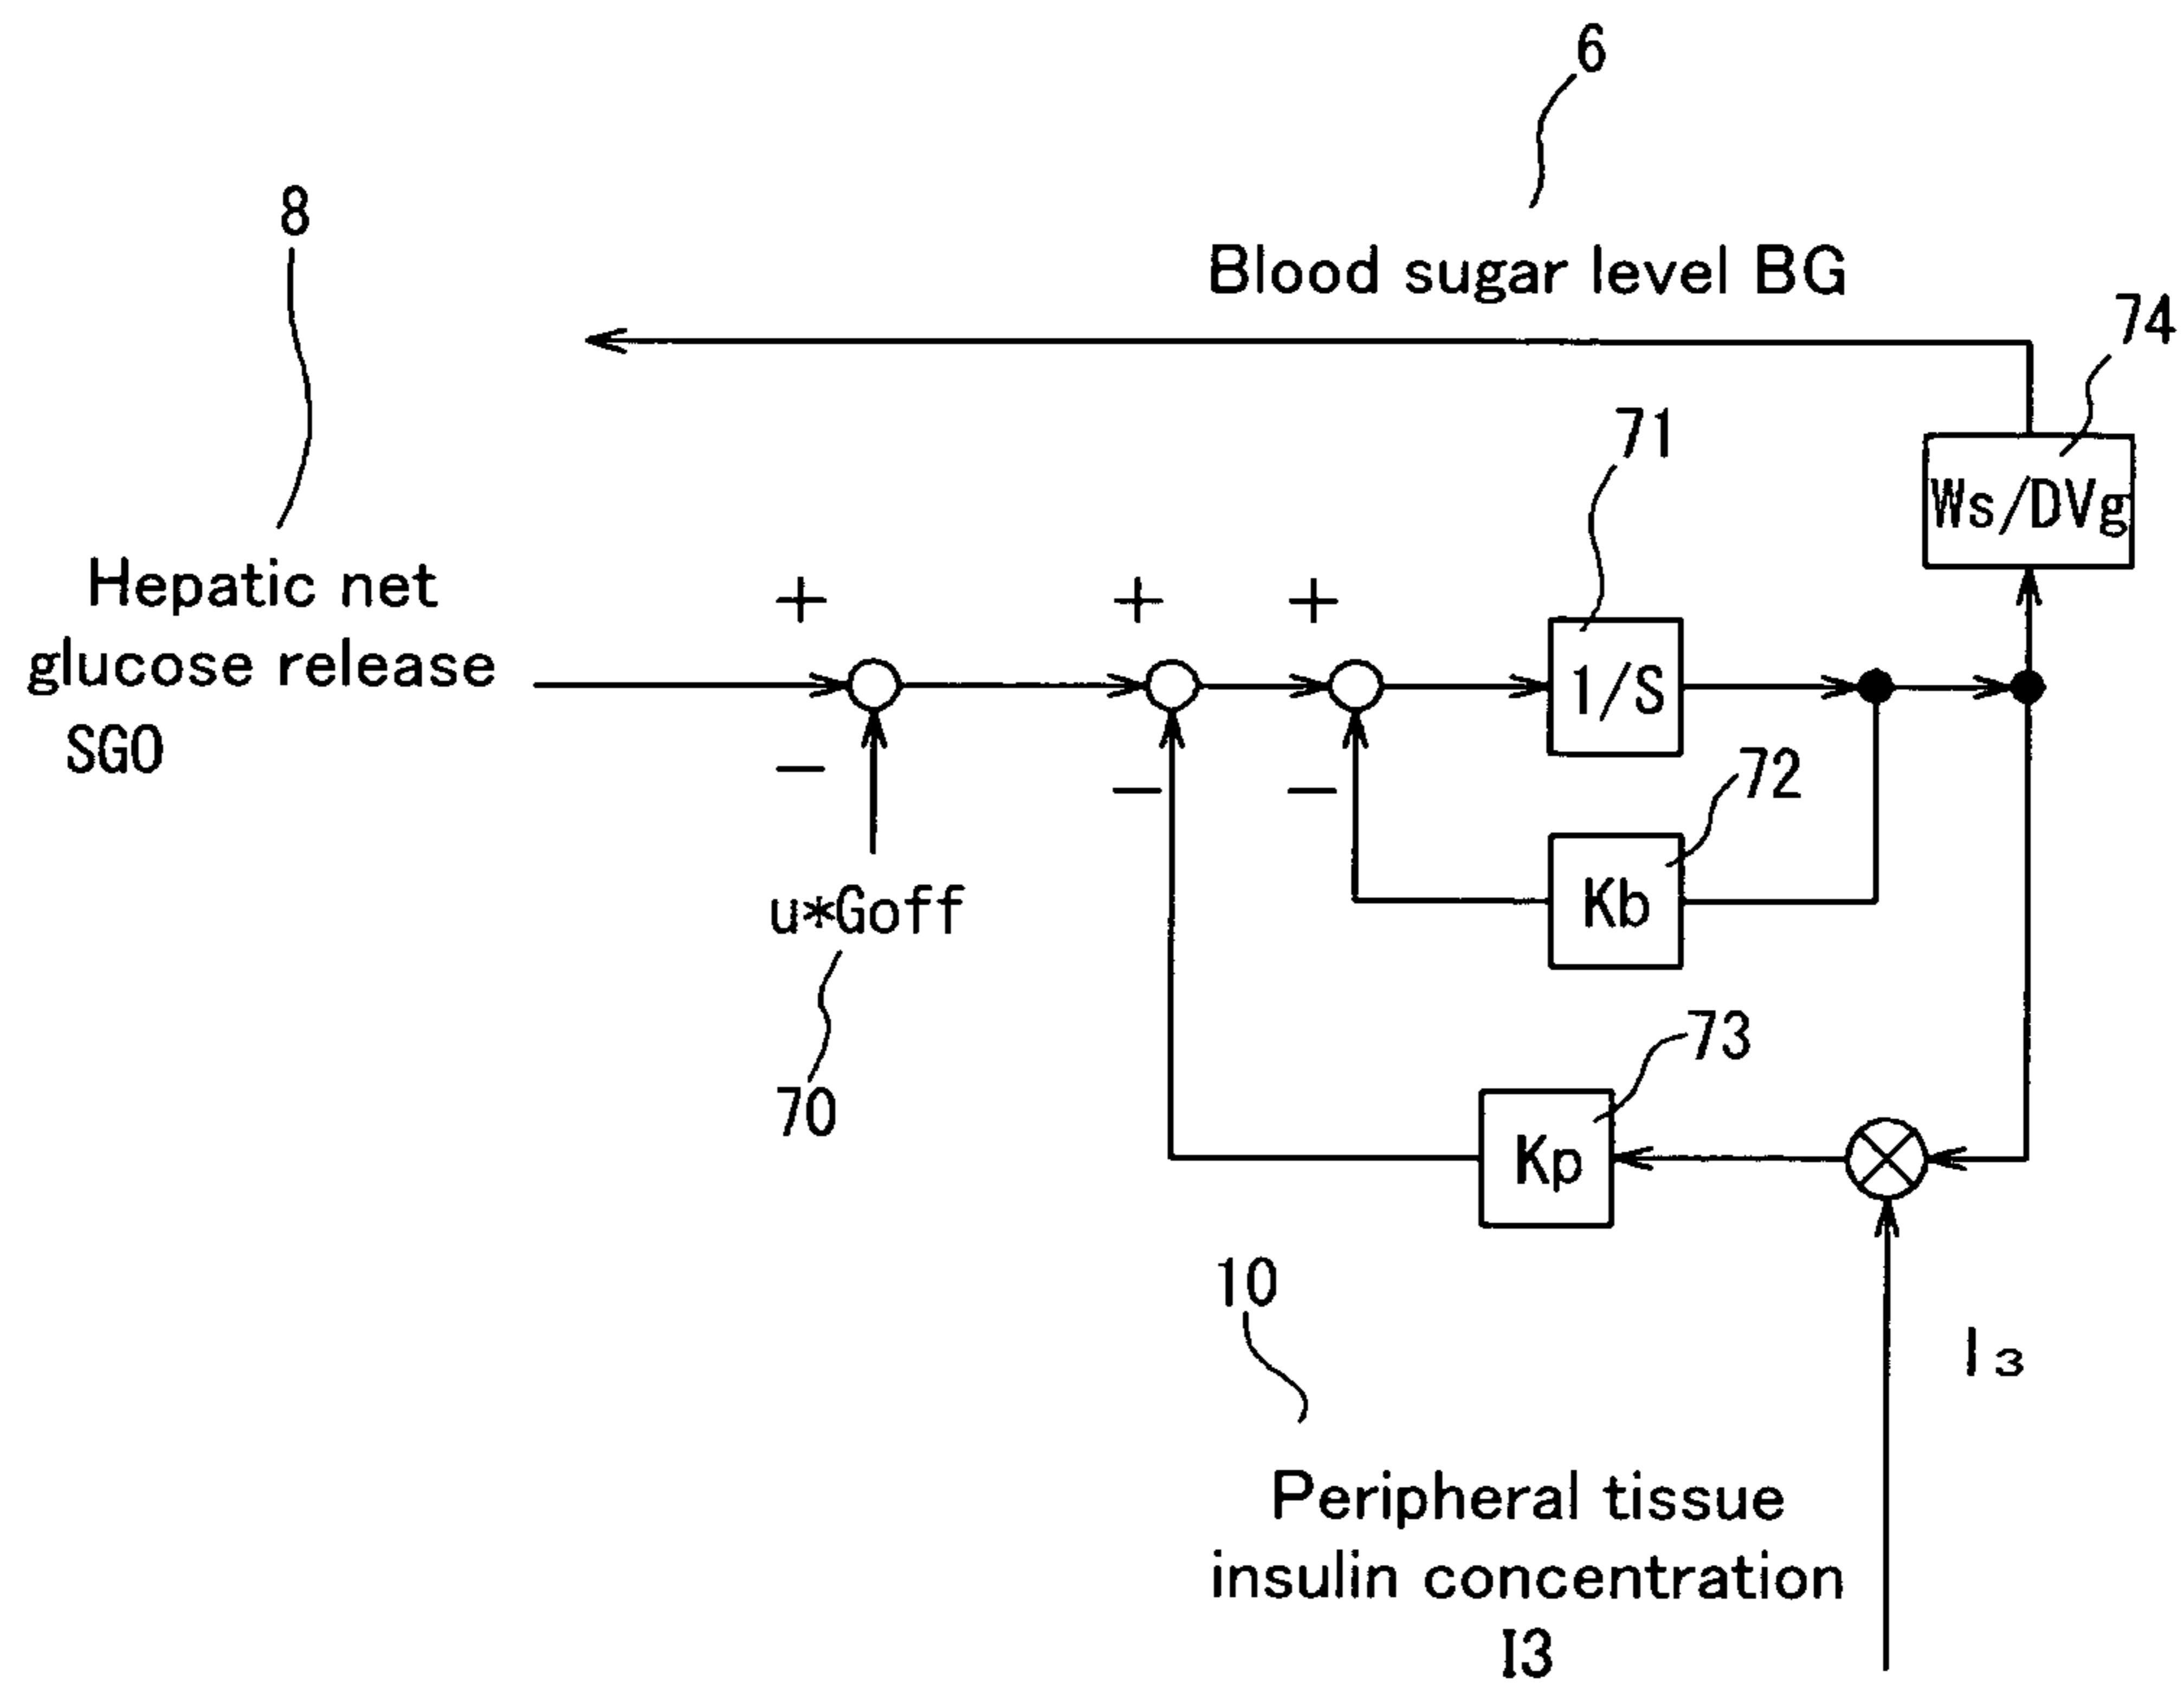 6
8
Blood sugar level BG
74
71
Ws/DVg
Hepatic net
glucose release
SGO
+
+
+
1/S
−
−
−
72
Kb
u*Goff
73
70
Kp
10
I3
Peripheral tissue
insulin concentration
I3